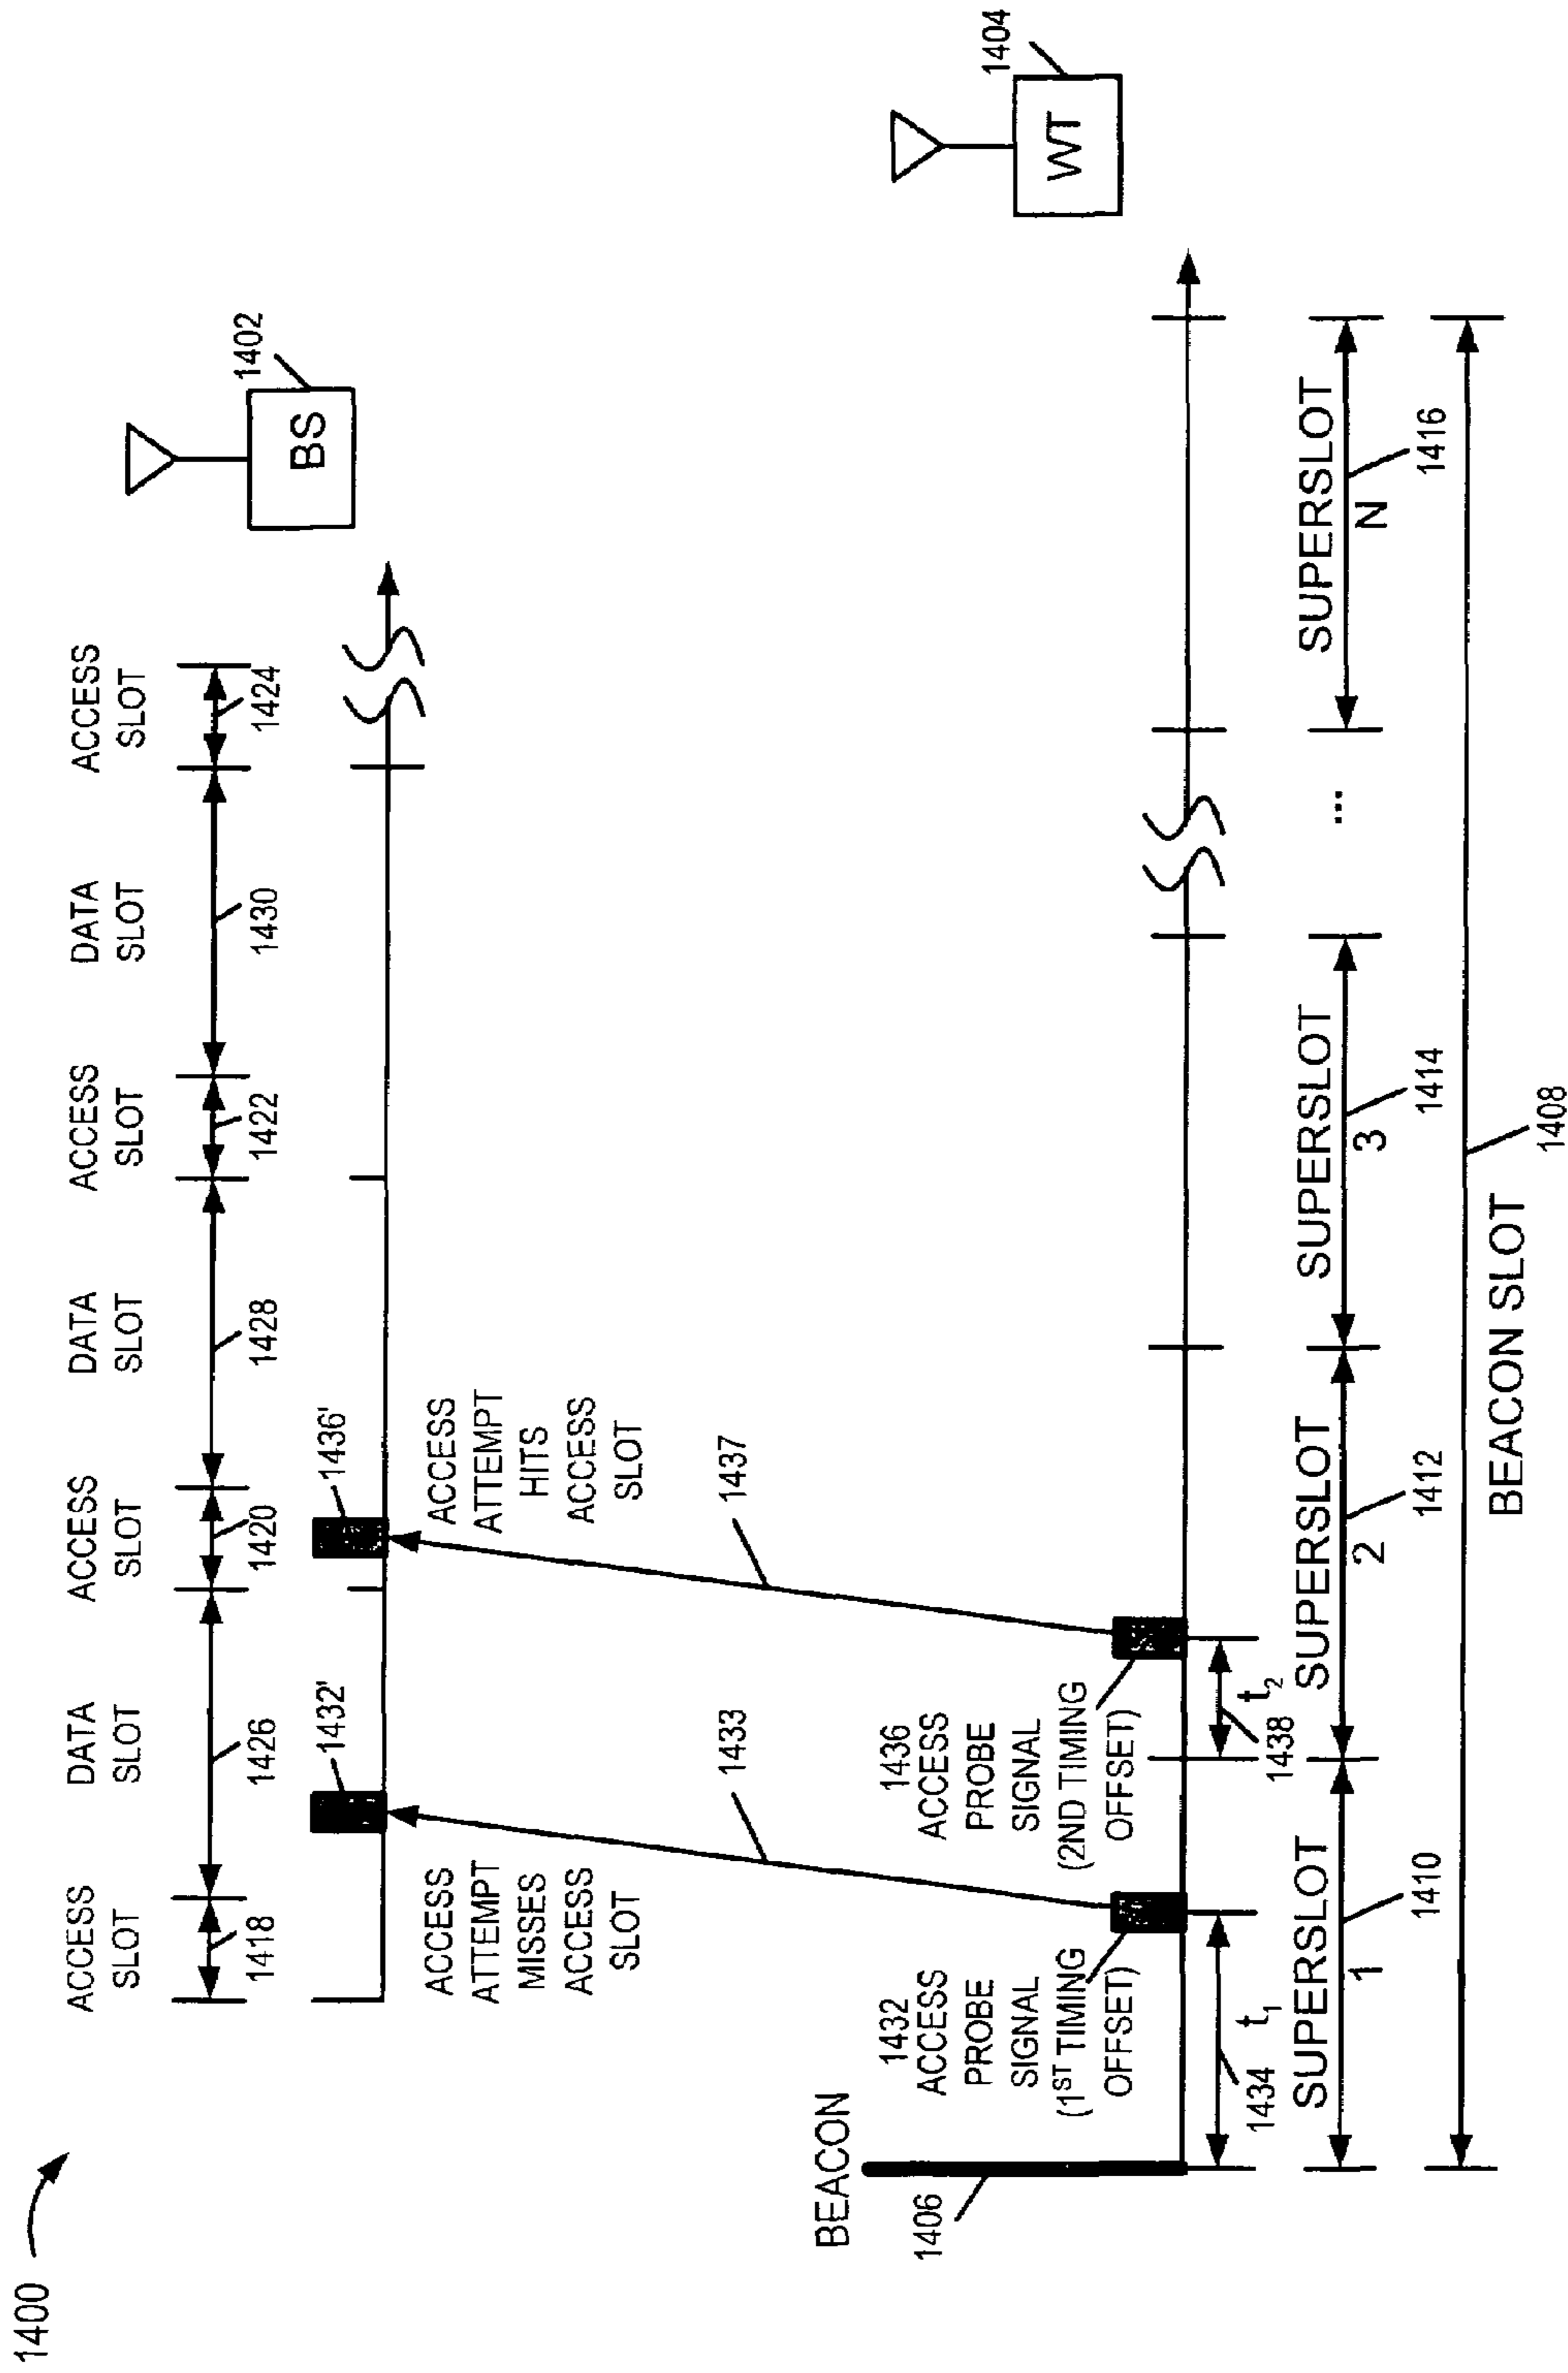 1400
ACCESS
SLOT
1418
DATA
SLOT
1426
ACCESS
SLOT
1420
DATA
SLOT
1428
ACCESS
SLOT
1422
DATA
SLOT
1430
ACCESS
SLOT
1424
BS
1402
1432'
1436'
ACCESS
ATTEMPT
MISSES
ACCESS
SLOT
ACCESS
ATTEMPT
HITS
ACCESS
SLOT
1433
1437
WT
1404
BEACON
1406
1432
ACCESS
PROBE
SIGNAL
(1ST TIMING
OFFSET)
1436
ACCESS
PROBE
SIGNAL
(2ND TIMING
OFFSET)
1434
t1
1438
t2
SUPERSLOT
1
1410
SUPERSLOT
2
1412
SUPERSLOT
3
1414
...
SUPERSLOT
N
1416
BEACON SLOT
1408